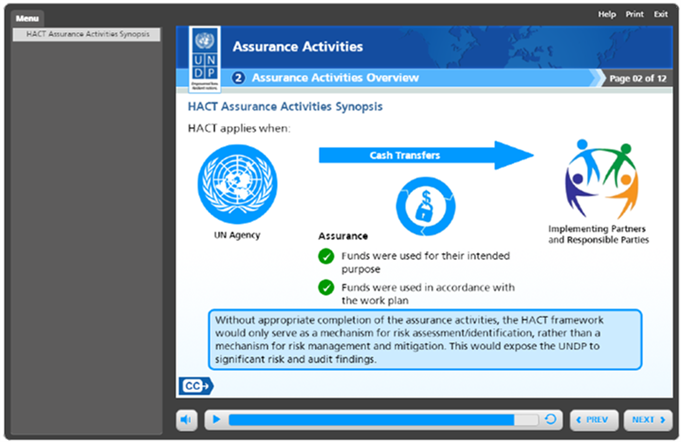 Menu
Help Print Exit
HACT Assurance Activities Synopsis
UN
DP
Assurance Activities
2 Assurance Activities Overview
Page 02 of 12
HACT Assurance Activities Synopsis
HACT applies when:
Cash Transfers
$
UN Agency
Implementing Partners
and Responsible Parties
Assurance
Funds were used for their intended
purpose
Funds were used in accordance with
the work plan
Without appropriate completion of the assurance activities, the HACT framework
would only serve as a mechanism for risk assessment/identification, rather than a
mechanism for risk management and mitigation. This would expose the UNDP to
significant risk and audit findings.
CC
PREV
NEXT